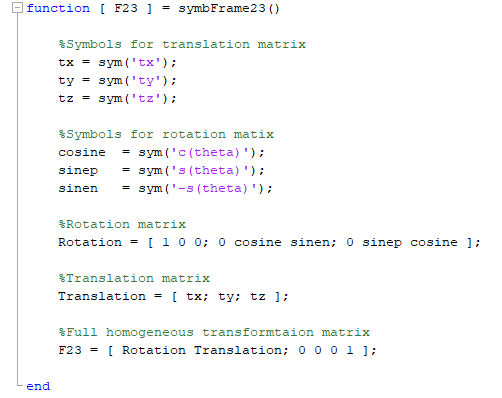 function [ F23 ] = symbFrame23()
%Symbols for translation matrix
tx = sym('tx');
ty = sym('ty');
tz = sym('tz');
%Symbols for rotation matix
cosine = sym('c(theta)');
sinep = sym('s(theta)');
sinen = sym('-s(theta)');
%Rotation matrix
Rotation = [ 1 0 0; 0 cosine sinen; 0 sinep cosine ];
%Translation matrix
Translation = [ tx; ty; tz ];
%Full homogeneous transformtaion matrix
F23 = [ Rotation Translation; 0 0 0 1 ];
end